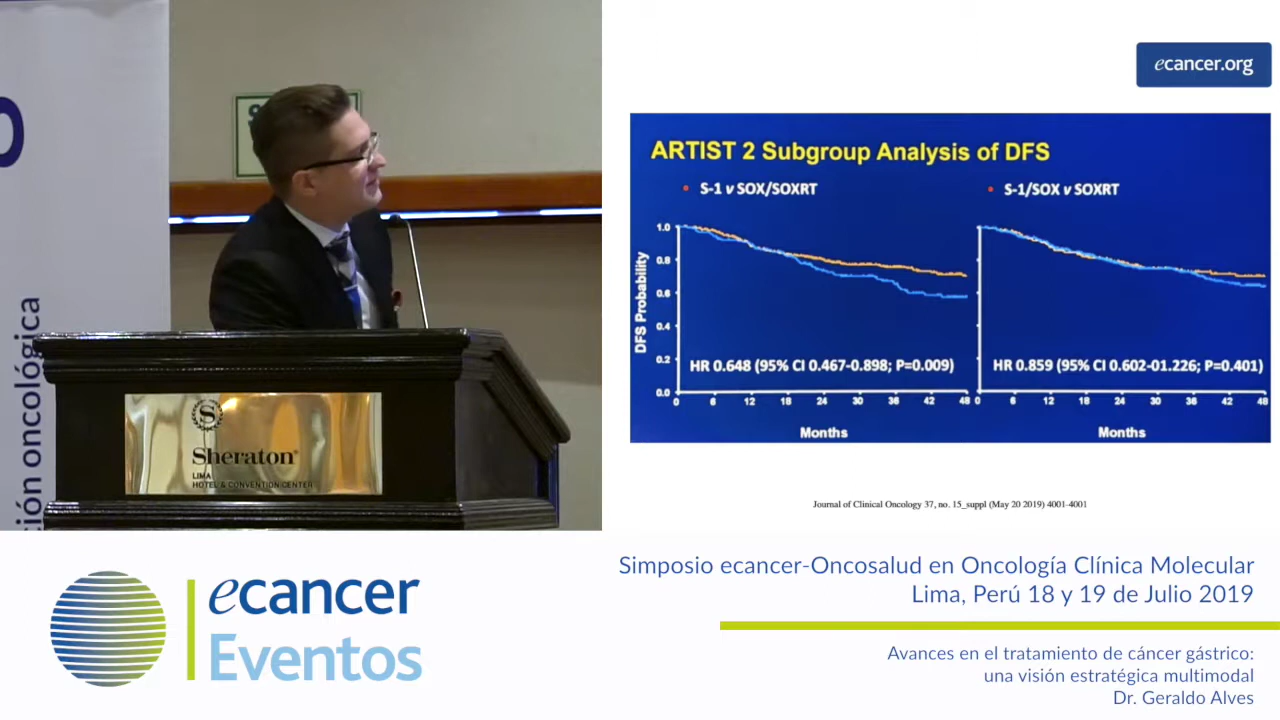 ción oncológica
S
Sheraton®
LIMA
HOTEL & CONVENTION CENTER
ecancer.org
ARTIST 2 Subgroup Analysis of DFS
• S-1 v SOX/SOXRT
• S-1/SOX v SOXRT
DFS Probability
1.0
0.8
0.6
0.4
0.2
0.0
HR 0.648 (95% CI 0.467-0.898; P=0.009)
HR 0.859 (95% CI 0.602-01.226; P=0.401)
0 6 12 18 24 30 36 42 48
0 6 12 18 24 30 36 42 48
Months
Months
Journal of Clinical Oncology 37, no. 15_suppl (May 20 2019) 4001-4001
ecancer
Eventos
Simposio ecancer-Oncosalud en Oncología Clínica Molecular
Lima, Perú 18 y 19 de Julio 2019
Avances en el tratamiento de cáncer gástrico:
una visión estratégica multimodal
Dr. Geraldo Alves